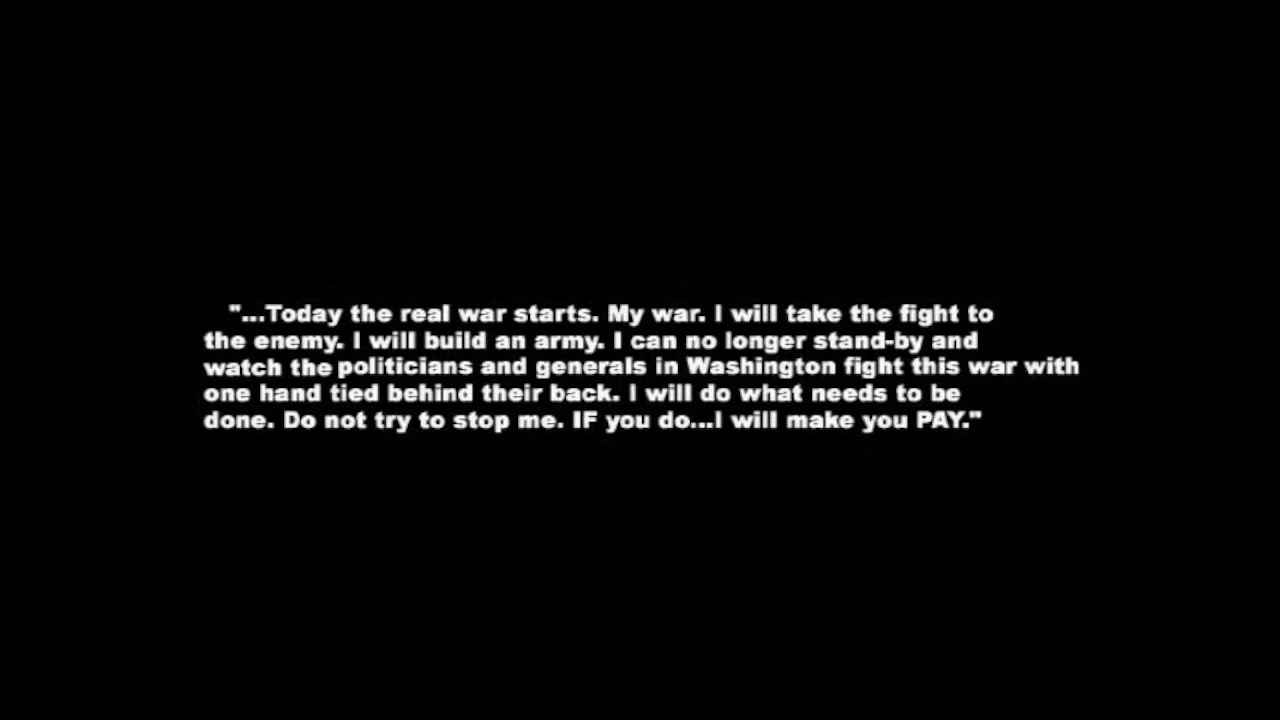 "...Today the real war starts. My war. I will take the fight to
the enemy. I will build an army. I can no longer stand-by and
watch the politicians and generals in Washington fight this war with
one hand tied behind their back. I will do what needs to be
done. Do not try to stop me. IF you do...I will make you PAY."